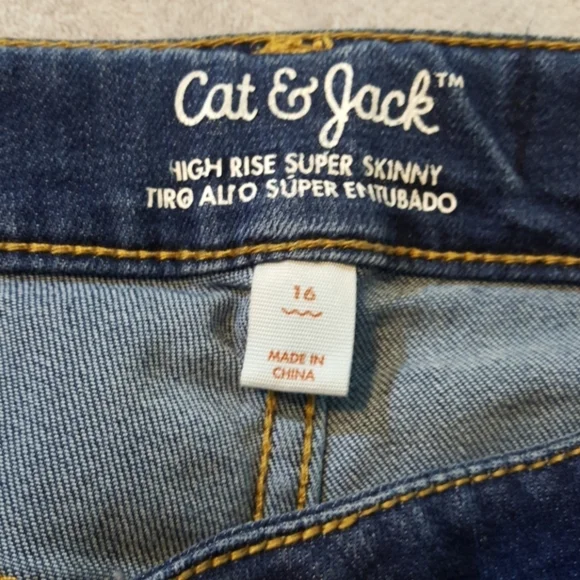 Cat & Jack™
HIGH RISE SUPER SKINNY
TIRO ALTO SÚPER ENTUBADO
16
MADE IN
CHINA